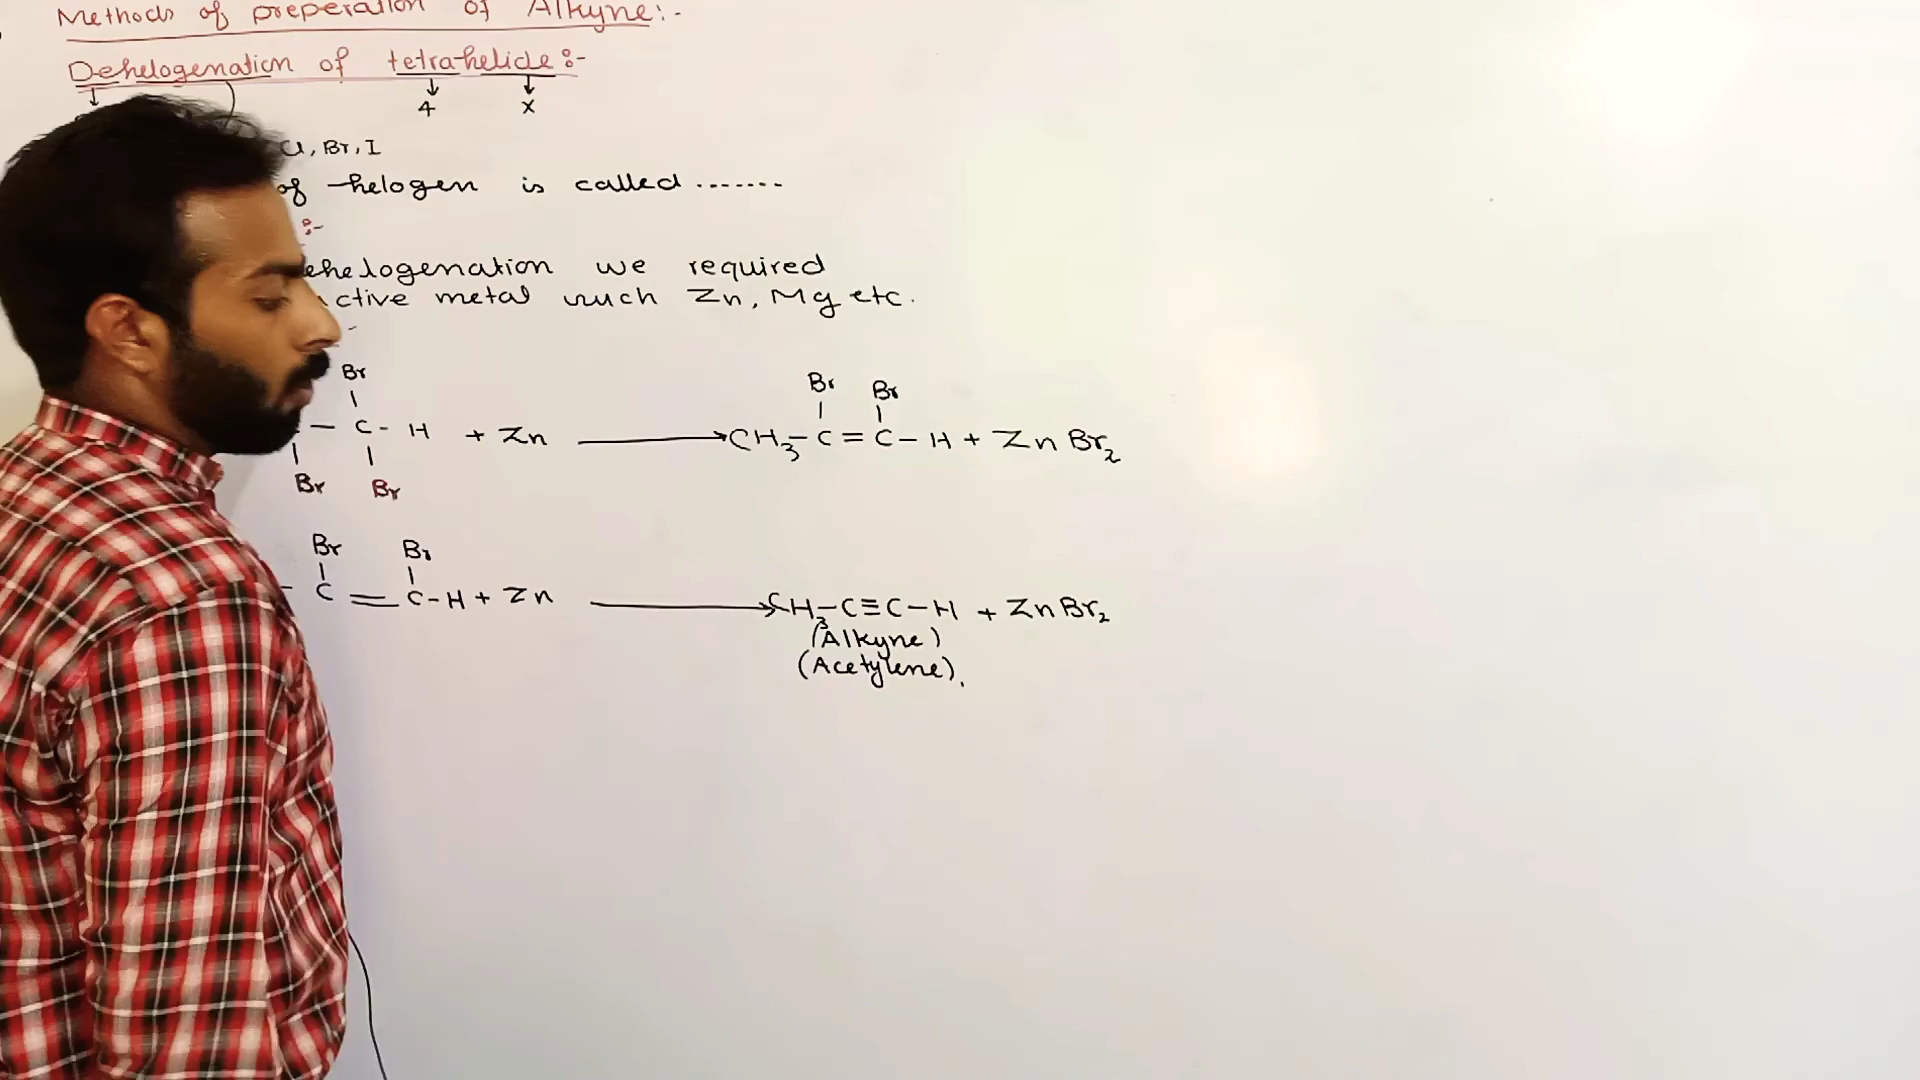 Methods of preperation of Alkyne:-
Dehelogenation of tetrahelide:-
4 X
Cl, Br, I
of helogen is called .......
:-
ehelogenation we required
ctive metal such Zn, Mg etc.
Br Br Br
- C - H + Zn → CH3 - C = C - H + ZnBr2
Br Br
Br Br
- C = C - H + Zn → CH3 - C ≡ C - H + ZnBr2
(Alkyne)
(Acetylene).